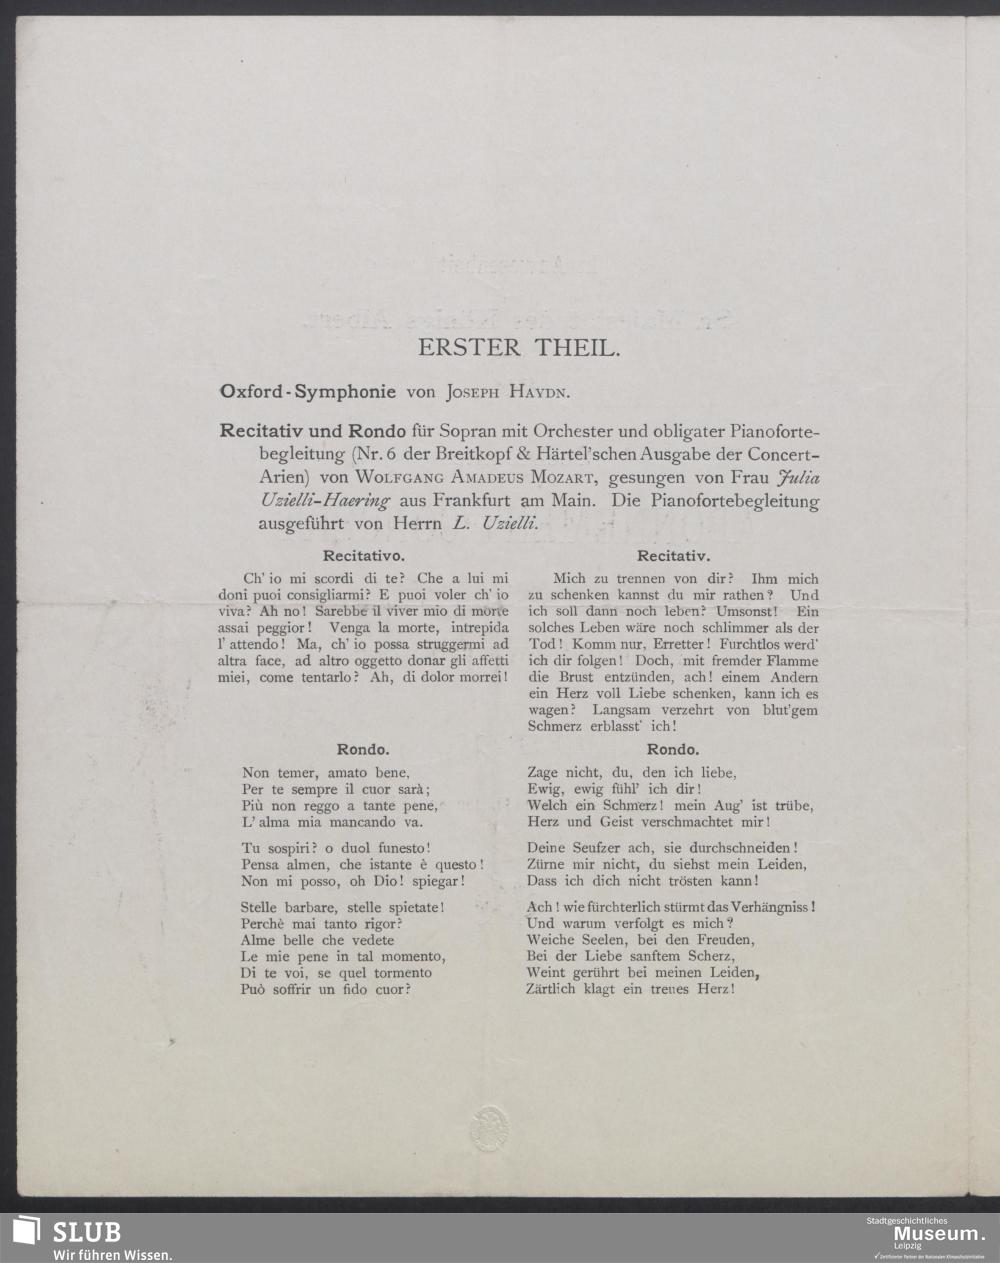 ERSTER THEIL.
Oxford-Symphonie von Joseph Haydn.
Recitativ und Rondo für Sopran mit Orchester und obligater Pianoforte-
begleitung (Nr. 6 der Breitkopf & Härtel'schen Ausgabe der Concert-
Arien) von Wolfgang Amadeus Mozart, gesungen von Frau Julia
Uzielli-Haering aus Frankfurt am Main. Die Pianofortebegleitung
ausgeführt von Herrn L. Uzielli.
Recitativo.
Ch' io mi scordi di te? Che a lui mi
doni puoi consigliarmi? E puoi voler ch' io
viva? Ah no! Sarebbe il viver mio di morte
assai peggior! Venga la morte, intrepida
l' attendo! Ma, ch' io possa struggermi ad
altra face, ad altro oggetto donar gli affetti
miei, come tentarlo? Ah, di dolor morrei!
Recitativ.
Mich zu trennen von dir? Ihm mich
zu schenken kannst du mir rathen? Und
ich soll dann noch leben? Umsonst! Ein
solches Leben wäre noch schlimmer als der
Tod! Komm nur, Erretter! Furchtlos werd'
ich dir folgen! Doch, mit fremder Flamme
die Brust entzünden, ach! einem Andern
ein Herz voll Liebe schenken, kann ich es
wagen? Langsam verzehrt von blut'gem
Schmerz erblasst' ich!
Rondo.
Non temer, amato bene,
Per te sempre il cuor sarà;
Più non reggo a tante pene,
L' alma mia mancando va.
Tu sospiri? o duol funesto!
Pensa almen, che istante è questo!
Non mi posso, oh Dio! spiegar!
Stelle barbare, stelle spietate!
Perchè mai tanto rigor?
Alme belle che vedete
Le mie pene in tal momento,
Di te voi, se quel tormento
Può soffrir un fido cuor?
Rondo.
Zage nicht, du, den ich liebe,
Ewig, ewig fühl' ich dir!
Welch ein Schmerz! mein Aug' ist trübe,
Herz und Geist verschmachtet mir!
Deine Seufzer ach, sie durchschneiden!
Zürne mir nicht, du siehst mein Leiden,
Dass ich dich nicht trösten kann!
Ach! wie fürchterlich stürmt das Verhängniss!
Und warum verfolgt es mich?
Weiche Seelen, bei den Freuden,
Bei der Liebe sanftem Scherz,
Weint gerührt bei meinen Leiden,
Zärtlich klagt ein treues Herz!
SLUB
Wir führen Wissen.
Stadtgeschichtliches
Museum.
Leipzig
Zertifizierter Partner der Nationalen Klimaschutzinitiative